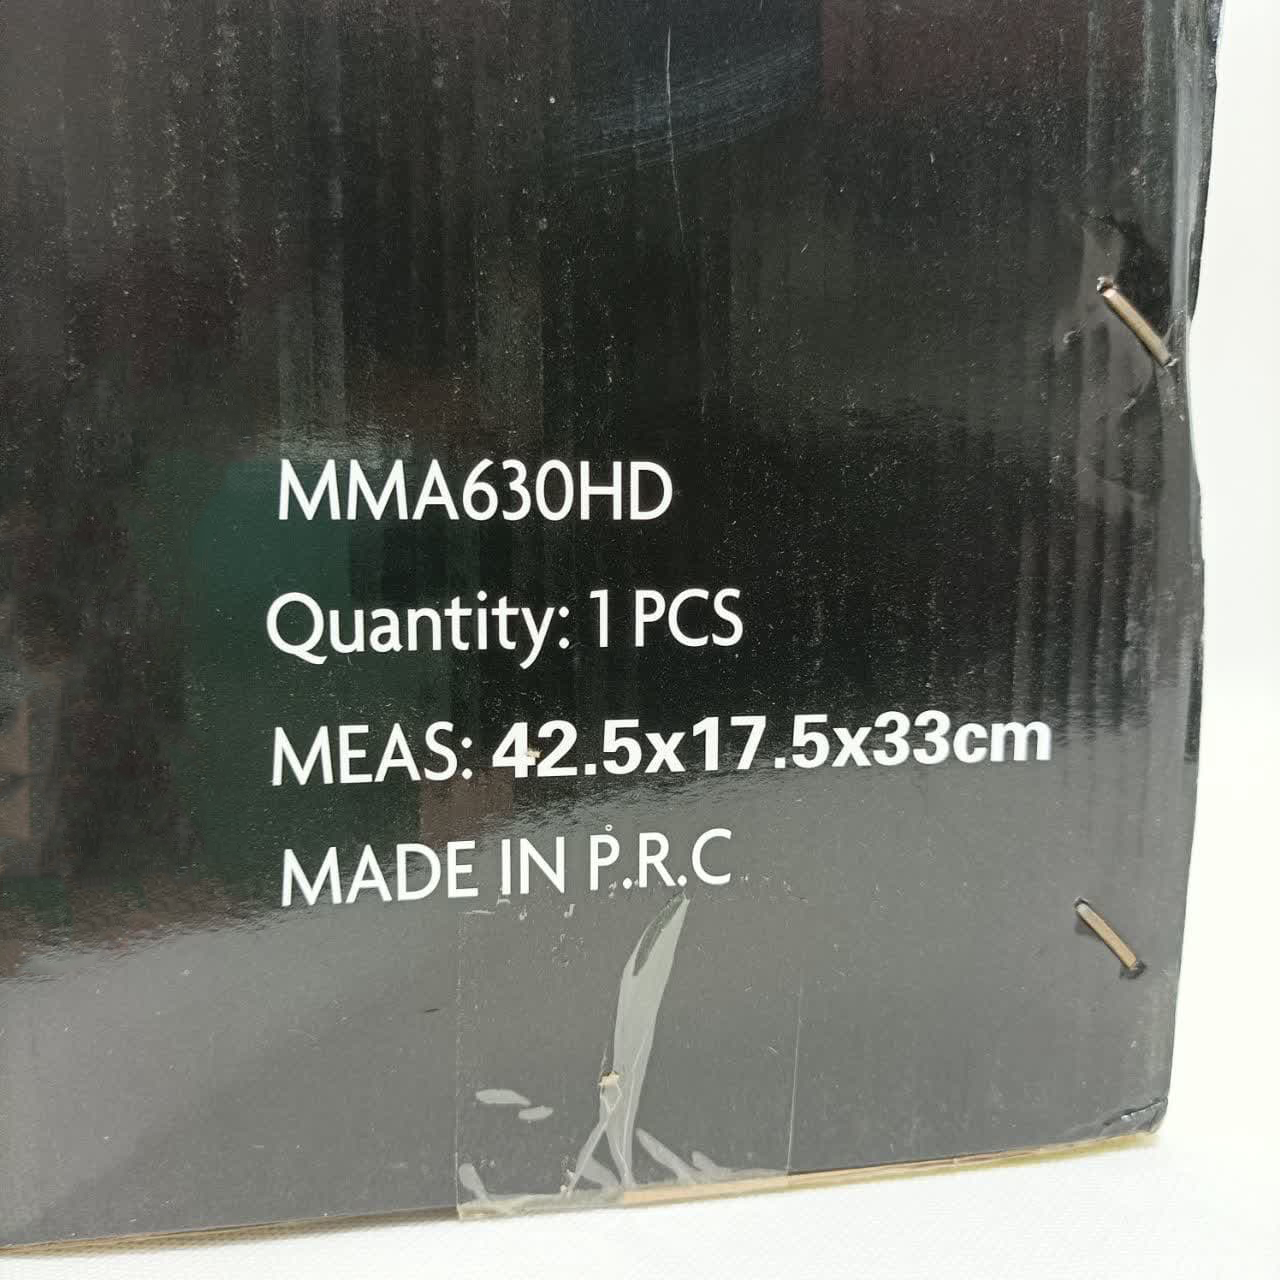 MMA630HD
Quantity: 1 PCS
MEAS: 42.5x17.5x33cm
MADE IN P.R.C